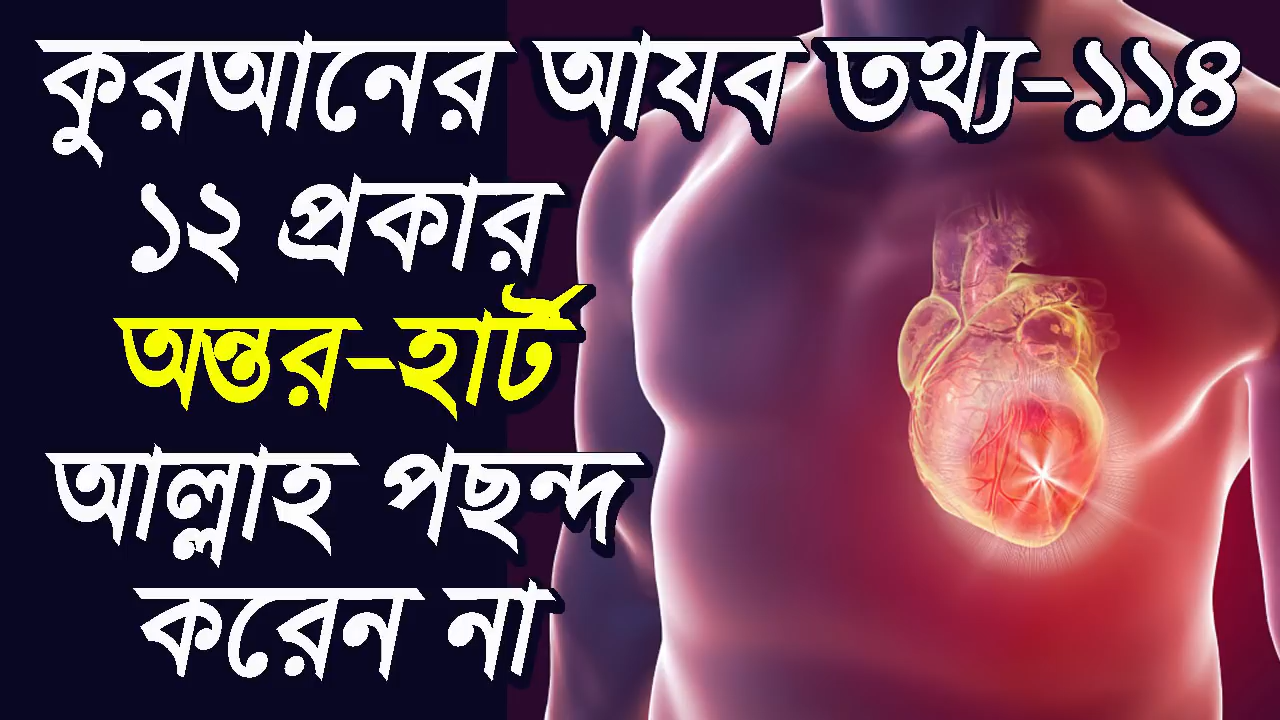 কুরআনের আযব তথ্য-১১৪
১২ প্রকার
অন্তর-হার্ট
আল্লাহ পছন্দ
করেন না